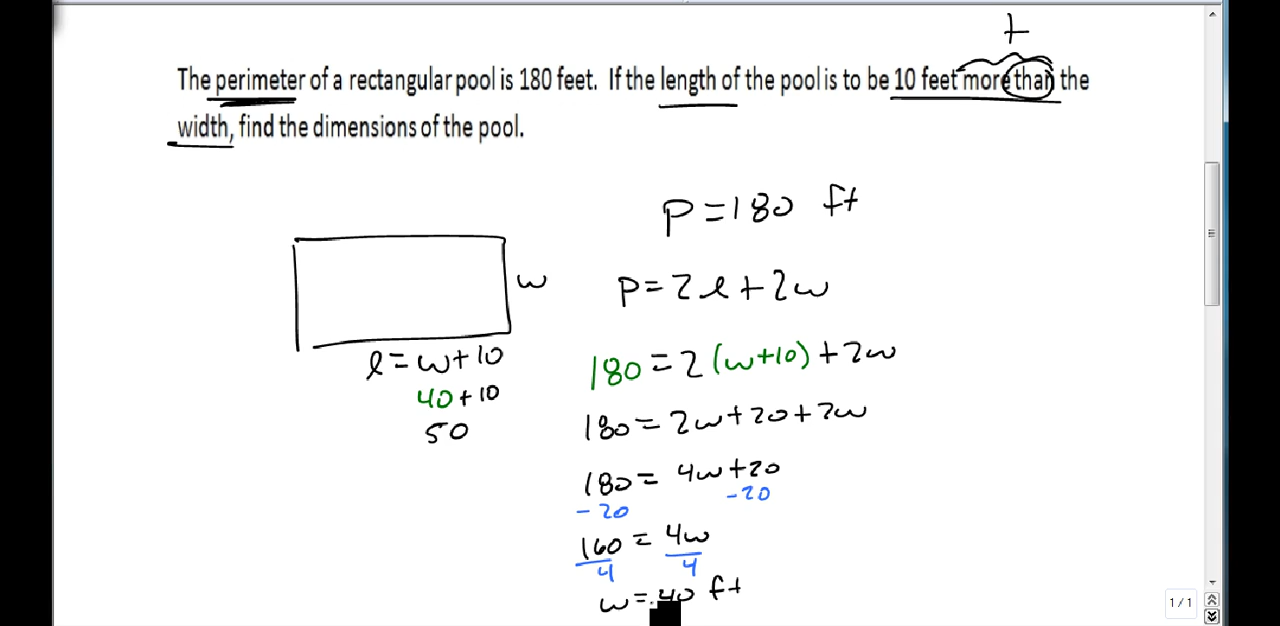 +
The perimeter of a rectangular pool is 180 feet. If the length of the pool is to be 10 feet more than the
width, find the dimensions of the pool.
P=180 ft
w
P=2l+2w
l=w+10
180=2(w+10)+2w
40+10
180=2w+20+2w
50
180=4w+20
-20 -20
160=4w
4 4
w=40 ft
1/1